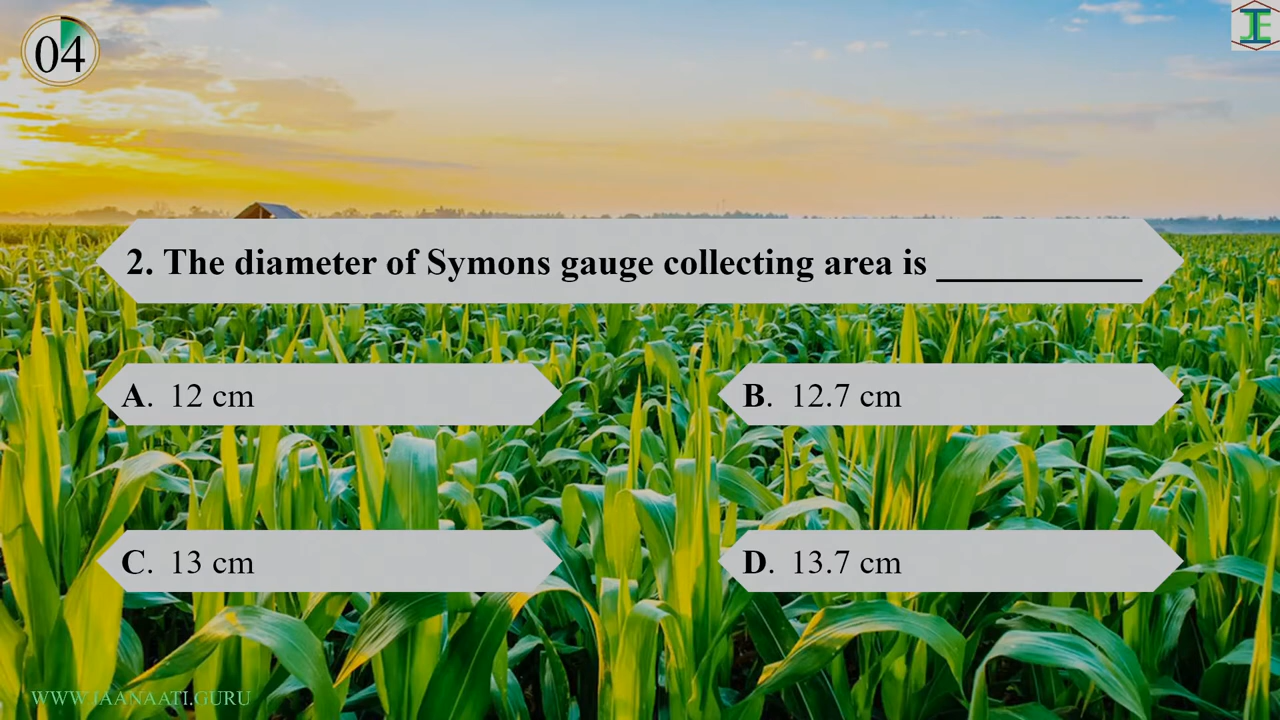 04
JE
2. The diameter of Symons gauge collecting area is ____________
A. 12 cm
B. 12.7 cm
C. 13 cm
D. 13.7 cm
WWW.JAANAATI.GURU